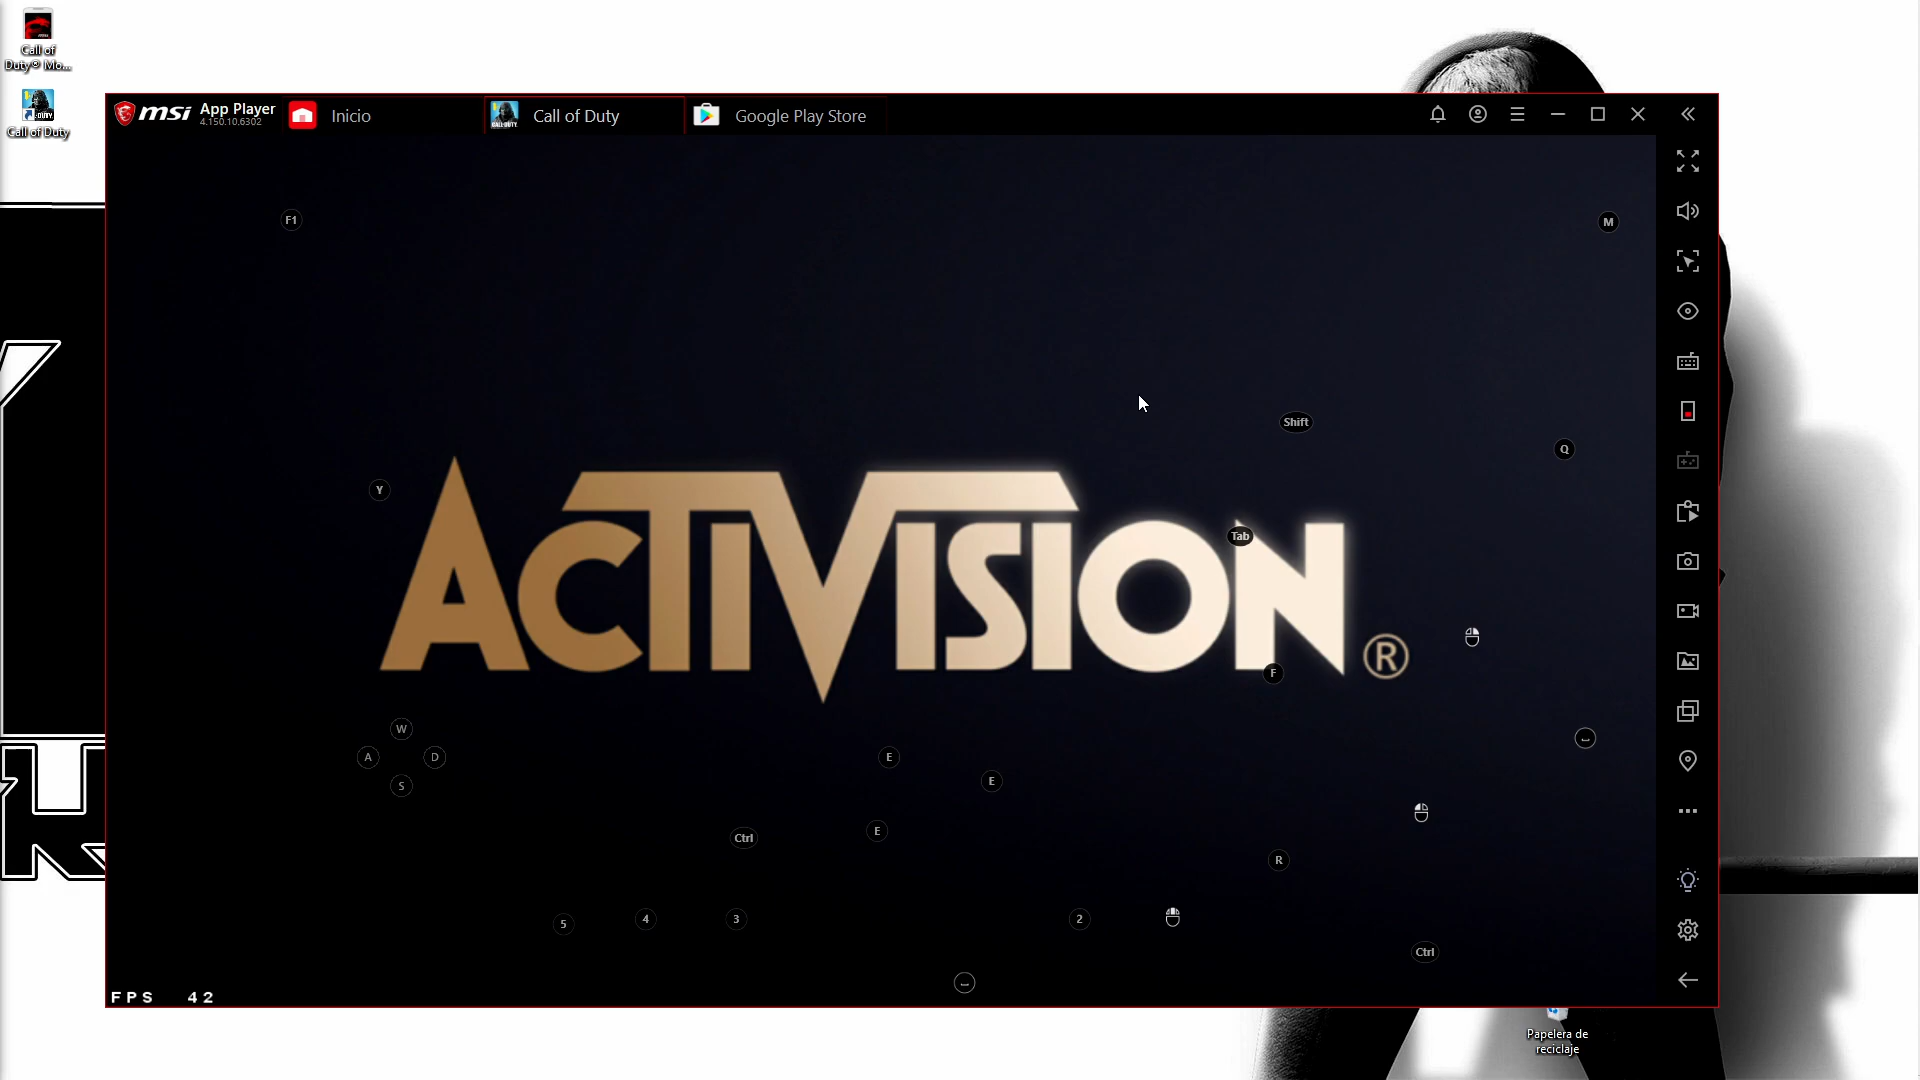 Call of
Duty® Mo...
Call of Duty
msi App Player
4.150.10.6302
Inicio
Call of Duty
Google Play Store
F1
M
Shift
Q
Y
Tab
ACTIVISION®
F
W
A
D
S
E
E
E
Ctrl
R
5
4
3
2
Ctrl
FPS 42
Papelera de
reciclaje